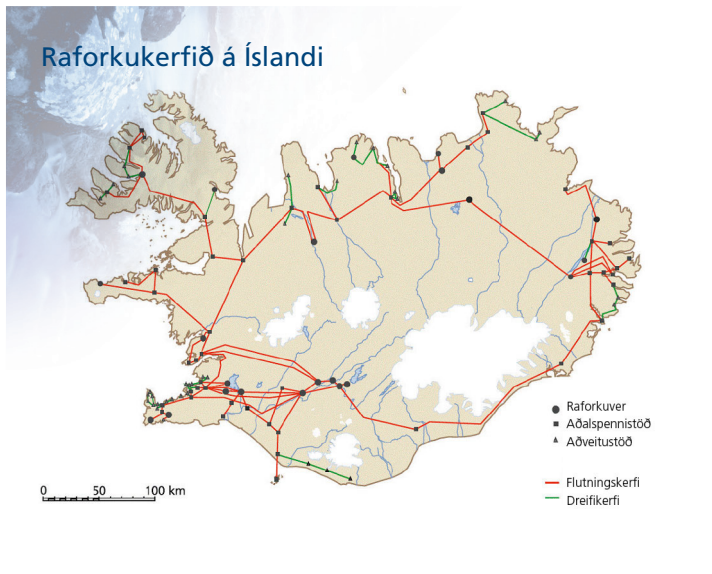 Raforkukerfið á Íslandi
Raforkuver
Aðalspennistöð
Aðveitustöð
0 50 100 km
Flutningskerfi
Dreifikerfi